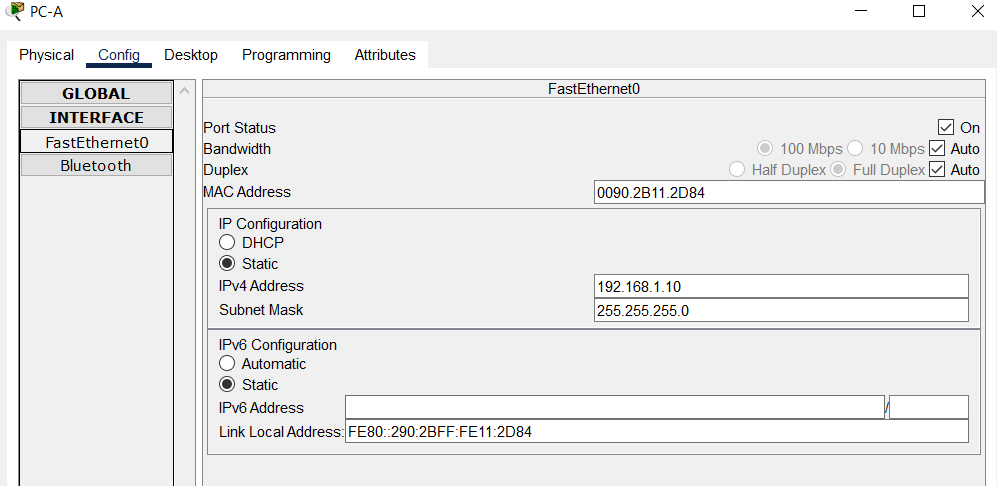 PC-A
Physical Config Desktop Programming Attributes
GLOBAL
INTERFACE
FastEthernet0
Bluetooth
FastEthernet0
Port Status On
Bandwidth 100 Mbps 10 Mbps Auto
Duplex Half Duplex Full Duplex Auto
MAC Address 0090.2B11.2D84
IP Configuration
DHCP
Static
IPv4 Address 192.168.1.10
Subnet Mask 255.255.255.0
IPv6 Configuration
Automatic
Static
IPv6 Address /
Link Local Address: FE80::290:2BFF:FE11:2D84